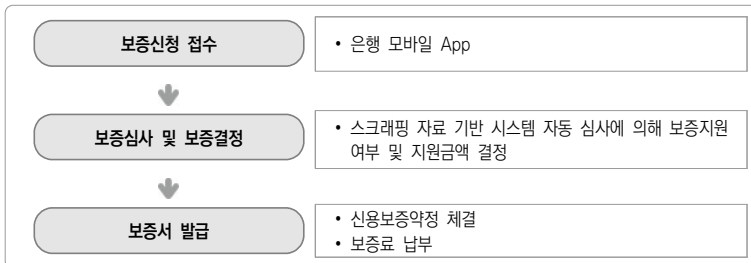 보증신청 접수
• 은행 모바일 App
보증심사 및 보증결정
• 스크래핑 자료 기반 시스템 자동 심사에 의해 보증지원
여부 및 지원금액 결정
보증서 발급
• 신용보증약정 체결
• 보증료 납부